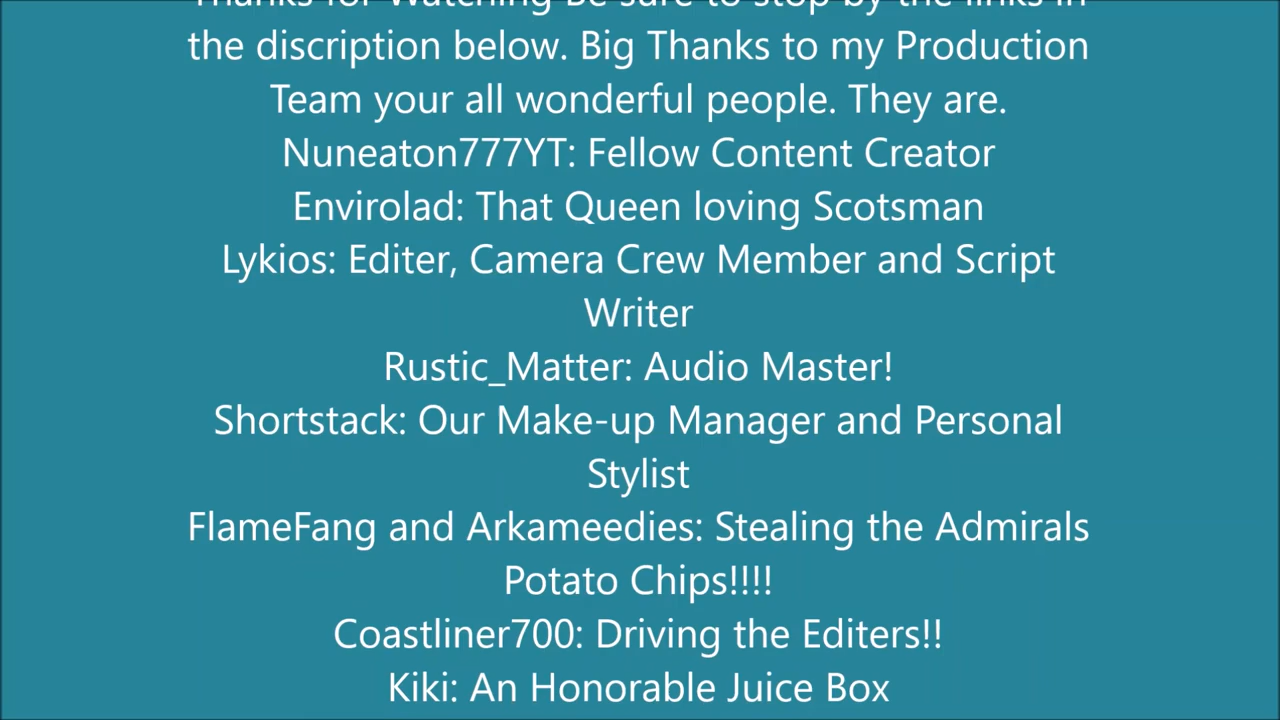 Thanks for Watching Be sure to stop by the links in
the discription below. Big Thanks to my Production
Team your all wonderful people. They are.
Nuneaton777YT: Fellow Content Creator
Envirolad: That Queen loving Scotsman
Lykios: Editer, Camera Crew Member and Script
Writer
Rustic_Matter: Audio Master!
Shortstack: Our Make-up Manager and Personal
Stylist
FlameFang and Arkameedies: Stealing the Admirals
Potato Chips!!!!
Coastliner700: Driving the Editers!!
Kiki: An Honorable Juice Box